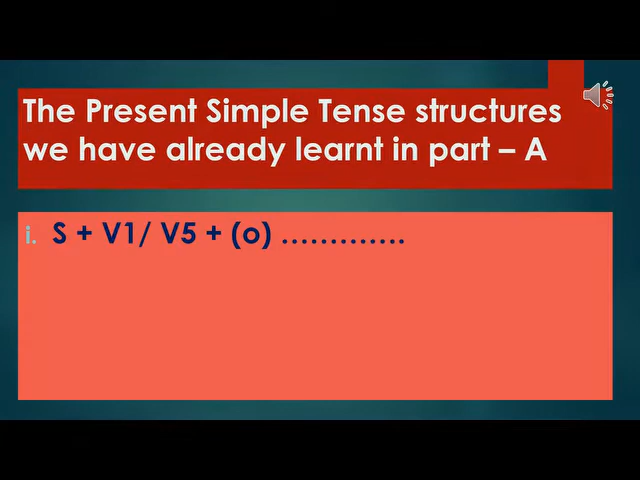 The Present Simple Tense structures
we have already learnt in part – A
i. S + V1/ V5 + (o) .............